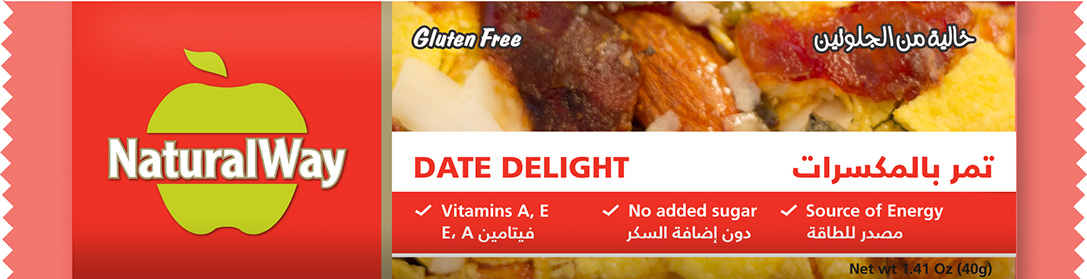 Gluten Free
خالية من الجلوتين
NaturalWay
DATE DELIGHT
تمر بالمكسرات
✓ Vitamins A, E
فيتامين E، A
✓ No added sugar
دون إضافة السكر
✓ Source of Energy
مصدر للطاقة
Net wt 1.41 Oz (40g)